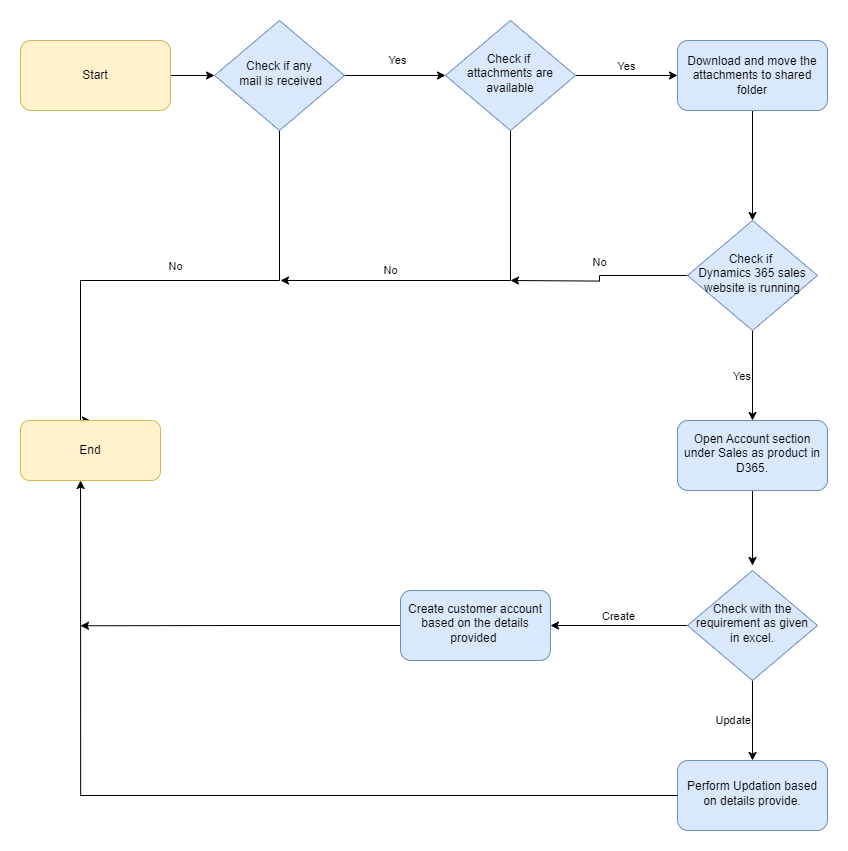 Start
Check if any
mail is received
Yes
Check if
attachments are
available
Yes
Download and move the
attachments to shared
folder
No
No
No
Check if
Dynamics 365 sales
website is running
Yes
End
Open Account section
under Sales as product in
D365.
Create customer account
based on the details
provided
Create
Check with the
requirement as given
in excel.
Update
Perform Updation based
on details provide.